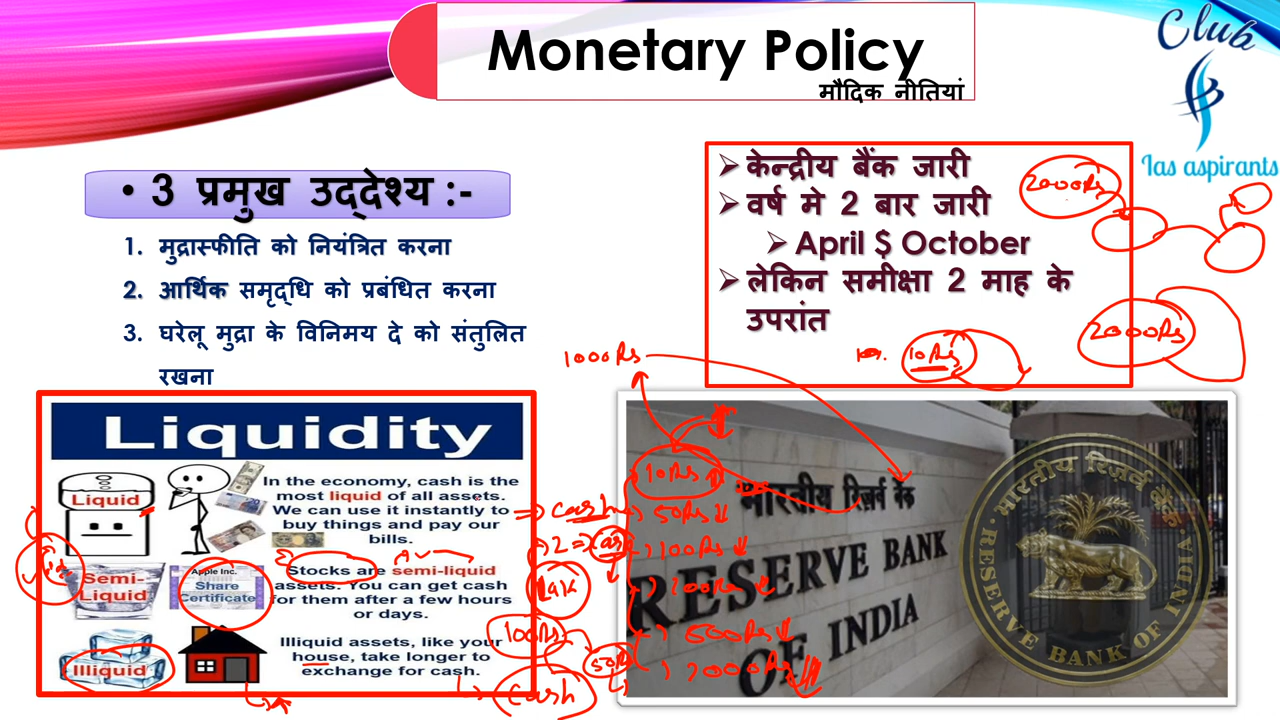 Monetary Policy
मौदिक नीतियां
Club
Ias aspirants
• 3 प्रमुख उद्देश्य :-
1. मुद्रास्फीति को नियंत्रित करना
2. आर्थिक समृद्धि को प्रबंधित करना
3. घरेलू मुद्रा के विनिमय दे को संतुलित
रखना
केन्द्रीय बैंक जारी
वर्ष मे 2 बार जारी
April $ October
लेकिन समीक्षा 2 माह के
उपरांत
2000Rs
2000Rs
10Rs
1000Rs
Liquidity
Liquid
In the economy, cash is the
most liquid of all assets.
We can use it instantly to
buy things and pay our
bills.
Semi-
Liquid
Apple Inc.
Share
Certificate
Stocks are semi-liquid
assets. You can get cash
for them after a few hours
or days.
Illiquid
Illiquid assets, like your
house, take longer to
exchange for cash.
cash
100Rs
50Rs
Cash
10Rs
50Rs
100Rs
200Rs
500Rs
2000Rs
भारतीय रिज़र्व बैंक
RESERVE BANK
OF INDIA
भारतीय रिज़र्व बैंक
RESERVE BANK OF INDIA